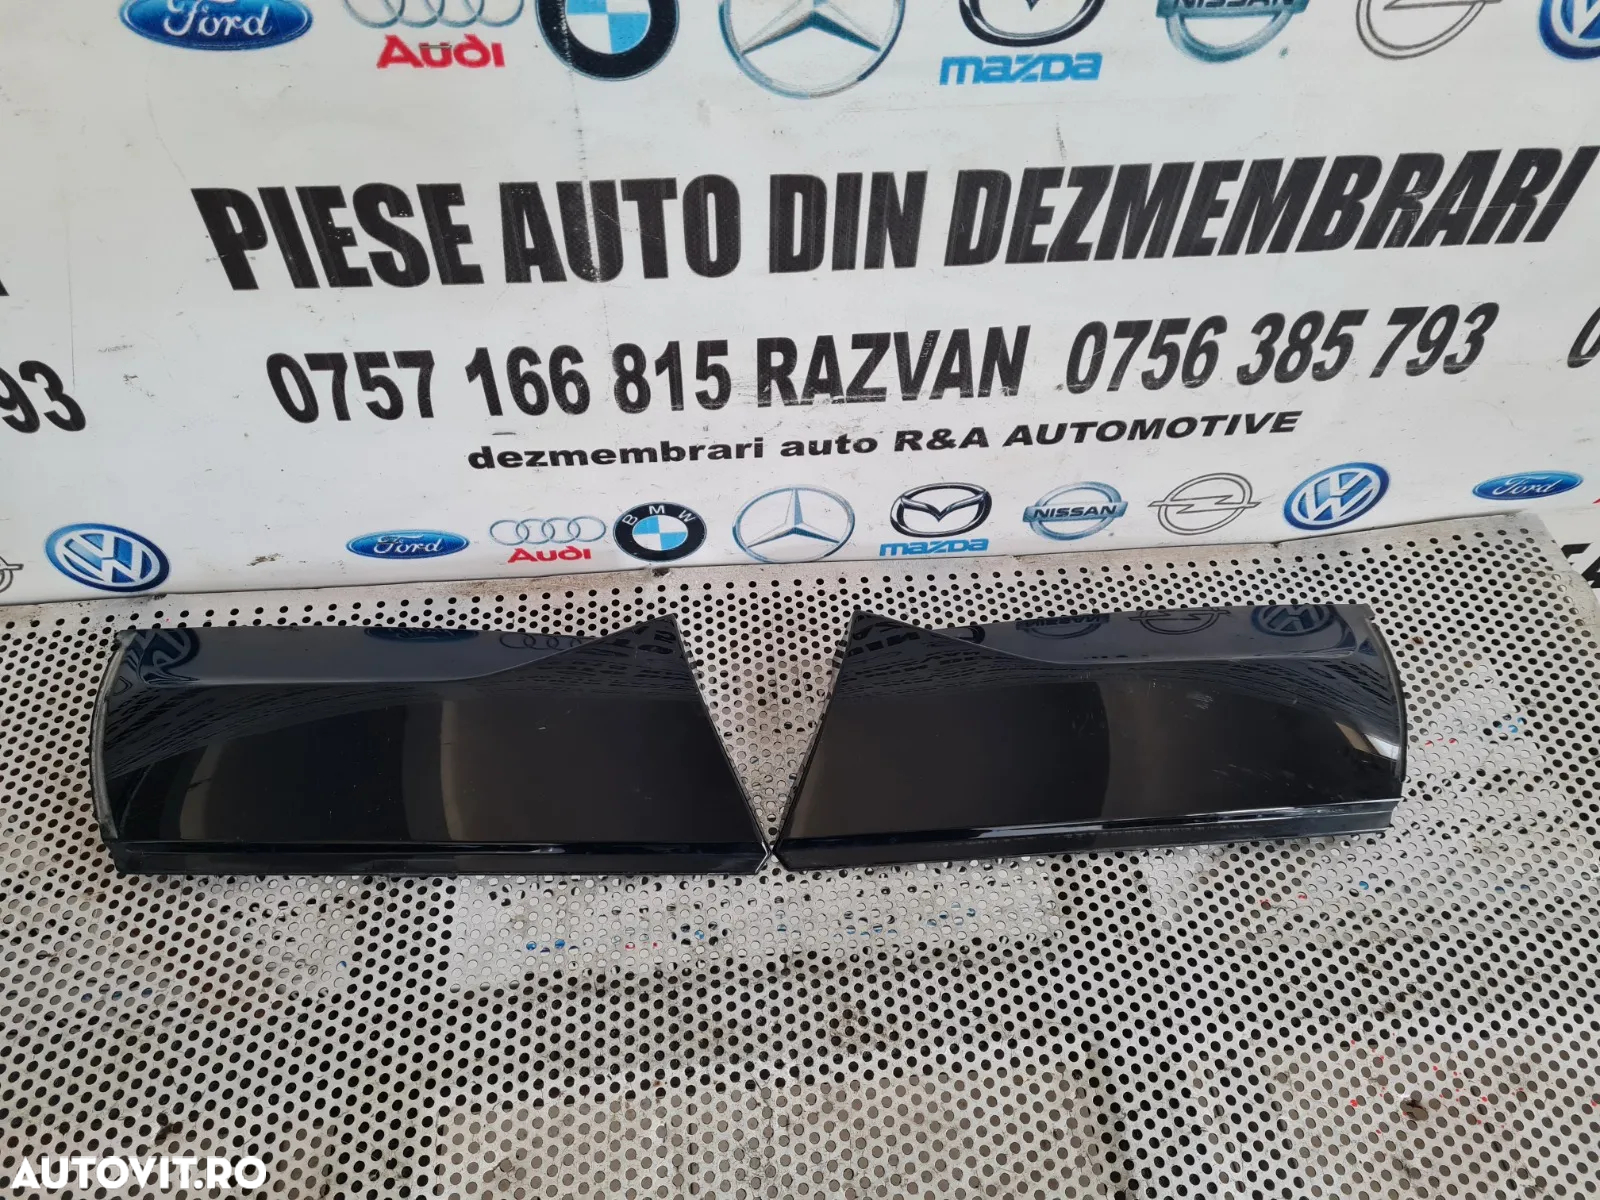 Ford Audi mazda NISSAN
PIESE AUTO DIN DEZMEMBRARI
93 0757 166 815 RAZVAN 0756 385 793
dezmembrari auto R&A AUTOMOTIVE
Ford Audi BMW mazda NISSAN Ford
AUTOVIT.RO